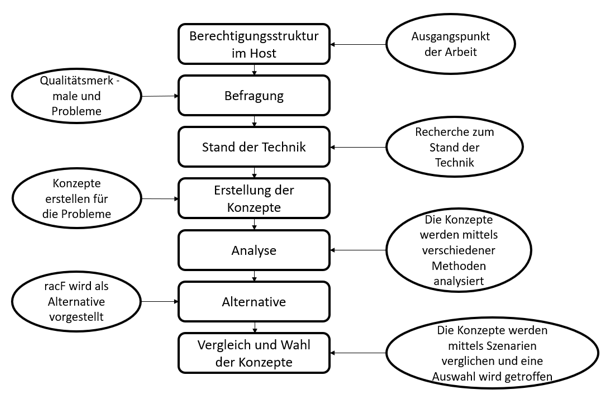 Berechtigungsstruktur
im Host
Ausgangspunkt
der Arbeit
Qualitätsmerk -
male und
Probleme
Befragung
Stand der Technik
Recherche zum
Stand der
Technik
Konzepte
erstellen für
die Probleme
Erstellung der
Konzepte
Analyse
Die Konzepte
werden mittels
verschiedener
Methoden
analysiert
racF wird als
Alternative
vorgestellt
Alternative
Vergleich und Wahl
der Konzepte
Die Konzepte werden
mittels Szenarien
verglichen und eine
Auswahl wird getroffen